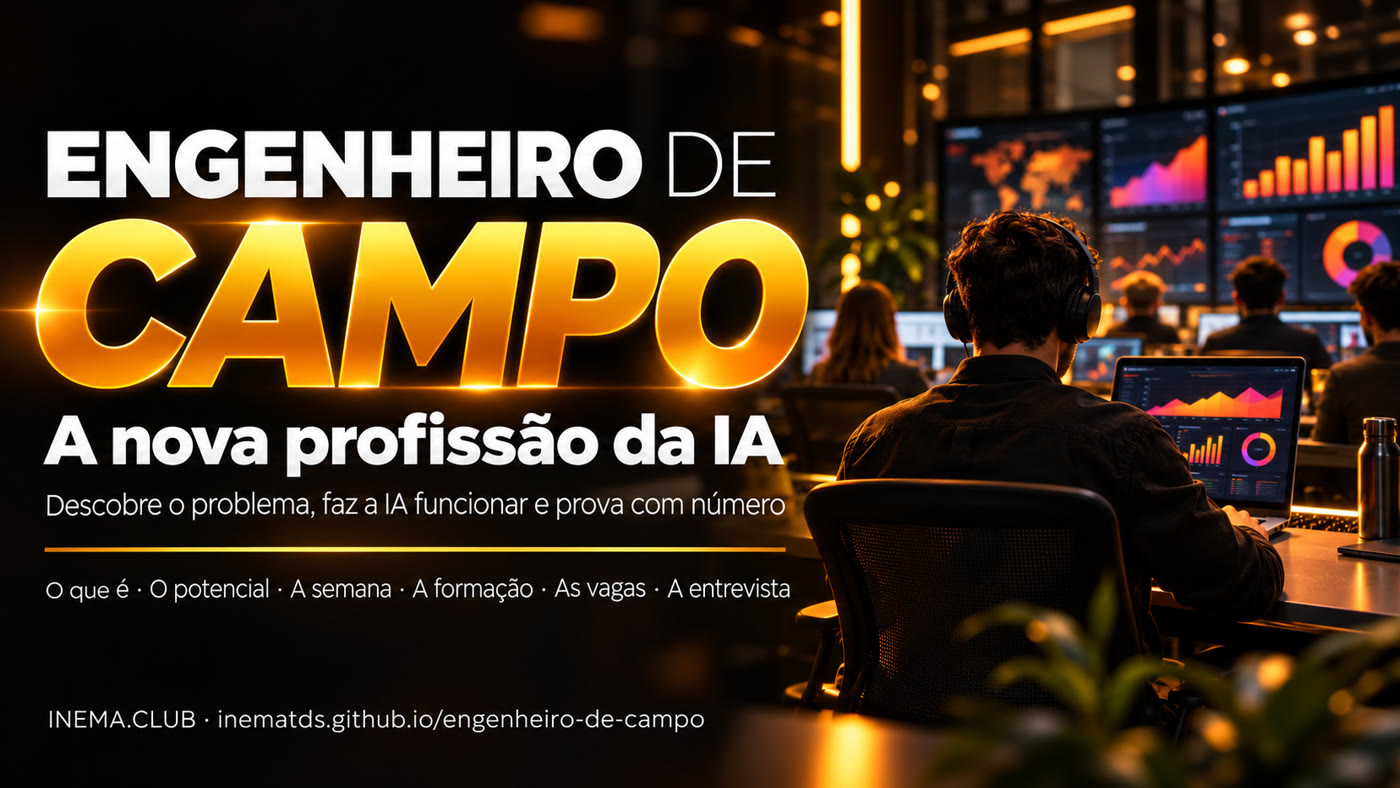 ENGENHEIRO DE
CAMPO
A nova profissão da IA
Descobre o problema, faz a IA funcionar e prova com número
O que é · O potencial · A semana · A formação · As vagas · A entrevista
INEMA.CLUB · inematds.github.io/engenheiro-de-campo